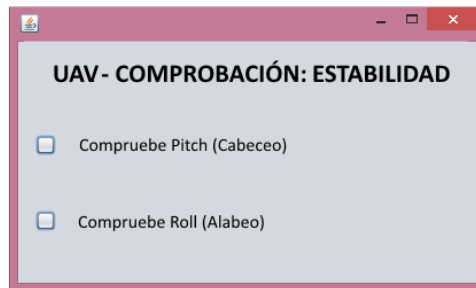 UAV - COMPROBACIÓN: ESTABILIDAD
Compruebe Pitch (Cabeceo)
Compruebe Roll (Alabeo)